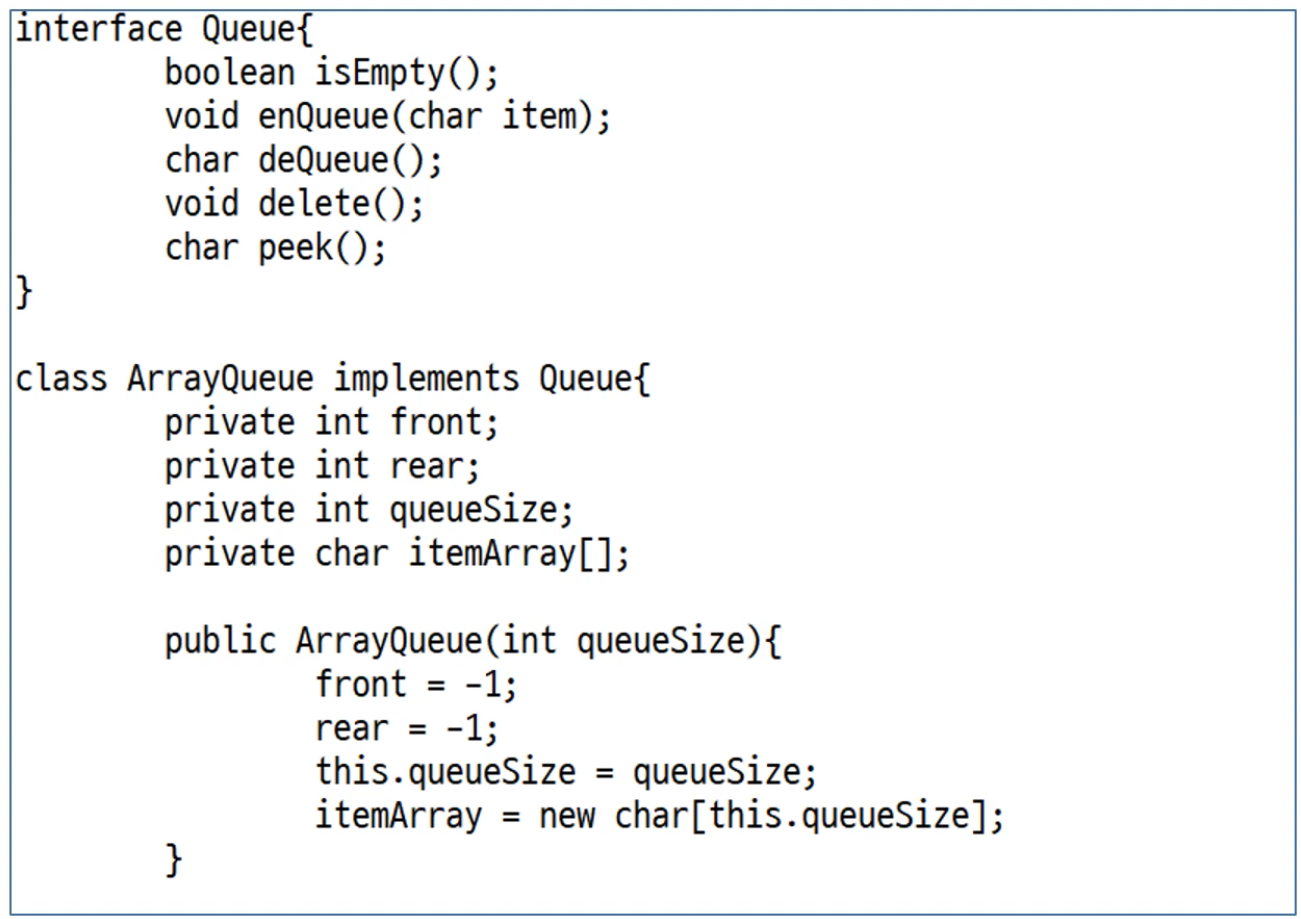 interface Queue{
boolean isEmpty();
void enQueue(char item);
char deQueue();
void delete();
char peek();
}
class ArrayQueue implements Queue{
private int front;
private int rear;
private int queueSize;
private char itemArray[];
public ArrayQueue(int queueSize){
front = -1;
rear = -1;
this.queueSize = queueSize;
itemArray = new char[this.queueSize];
}